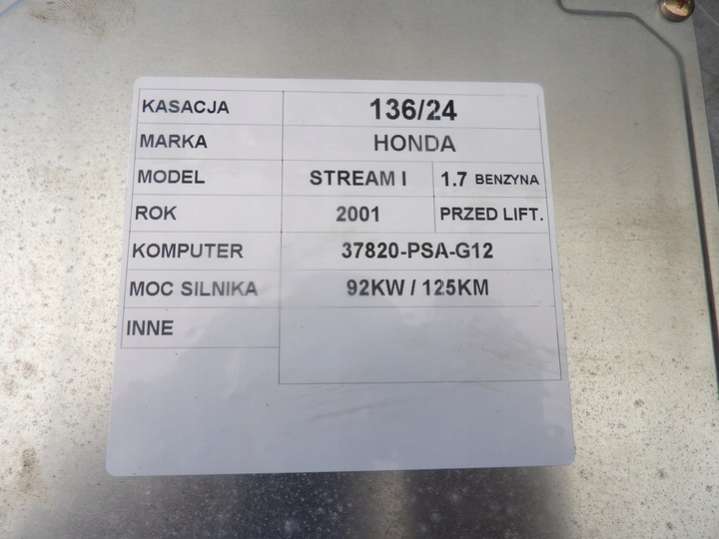 KASACJA 136/24
MARKA HONDA
MODEL STREAM I 1.7 BENZYNA
ROK 2001 PRZED LIFT.
KOMPUTER 37820-PSA-G12
MOC SILNIKA 92KW / 125KM
INNE